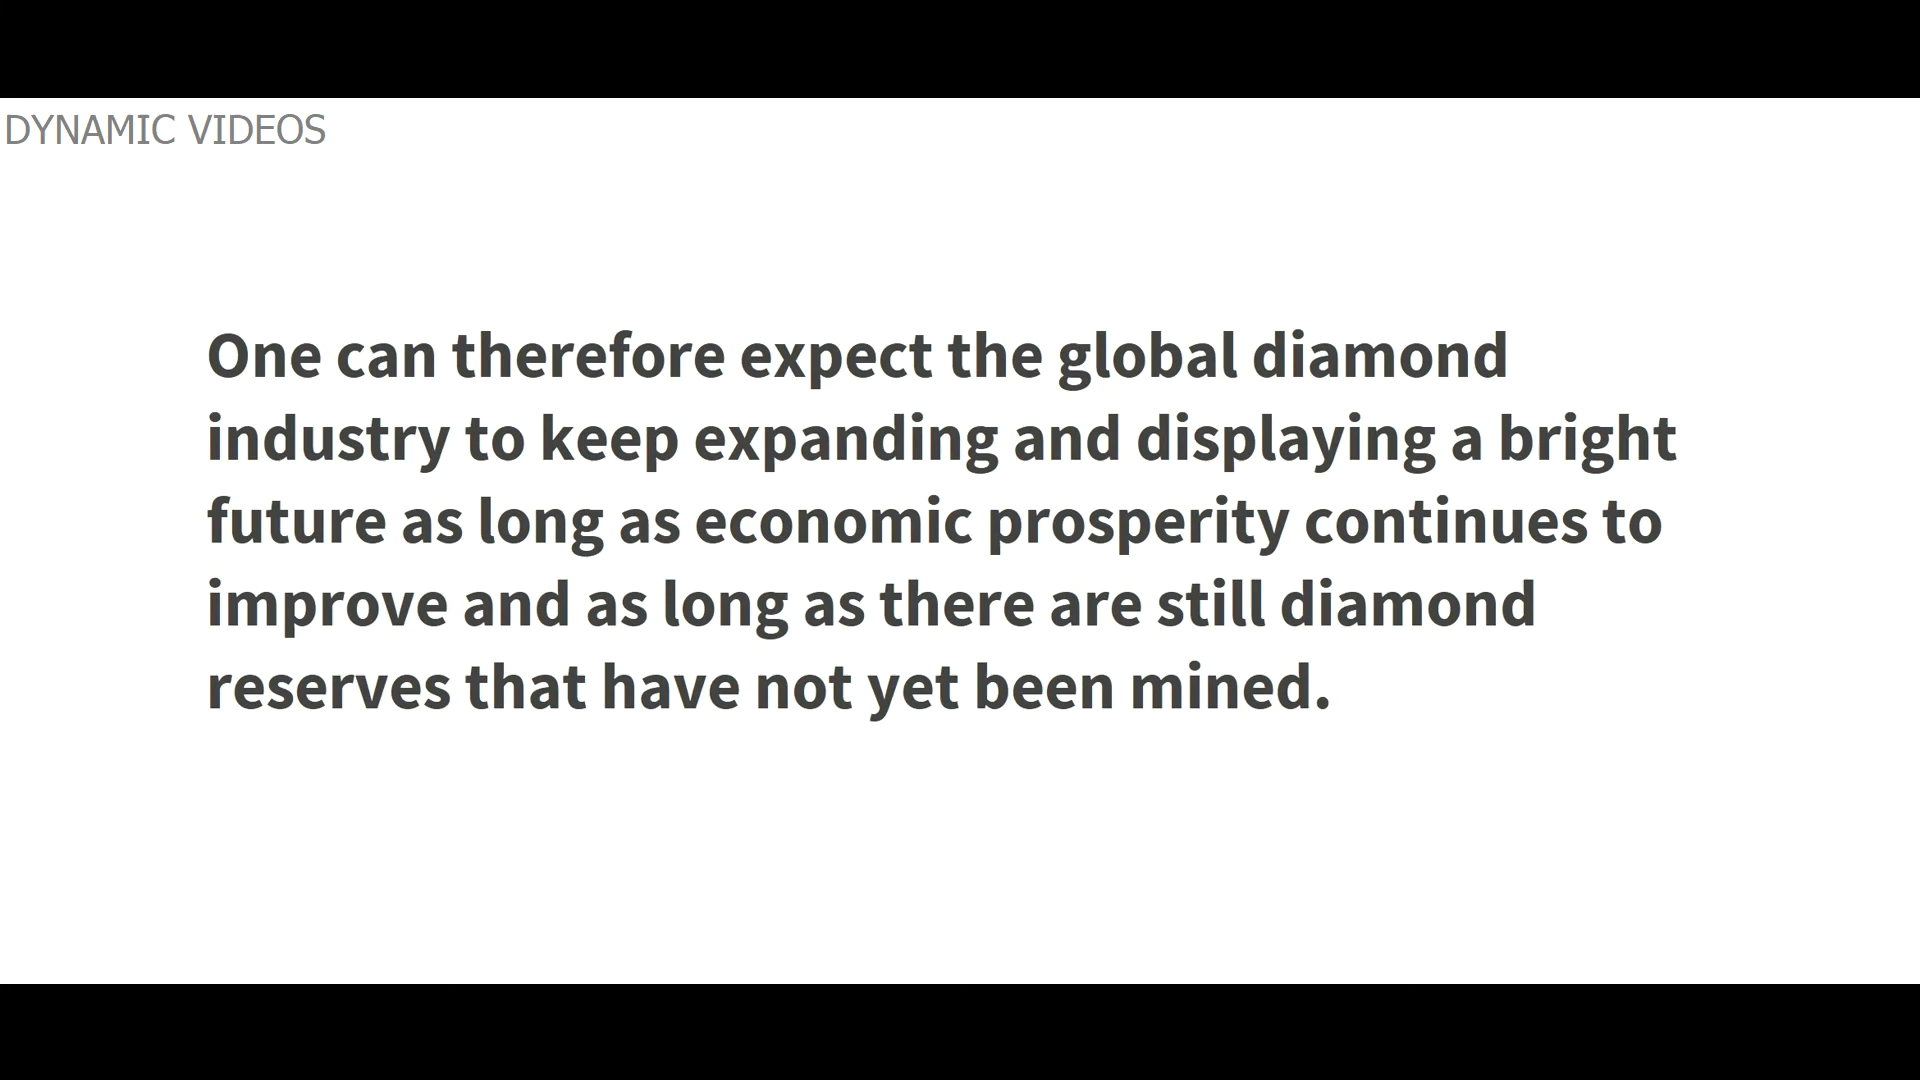 DYNAMIC VIDEOS
One can therefore expect the global diamond
industry to keep expanding and displaying a bright
future as long as economic prosperity continues to
improve and as long as there are still diamond
reserves that have not yet been mined.